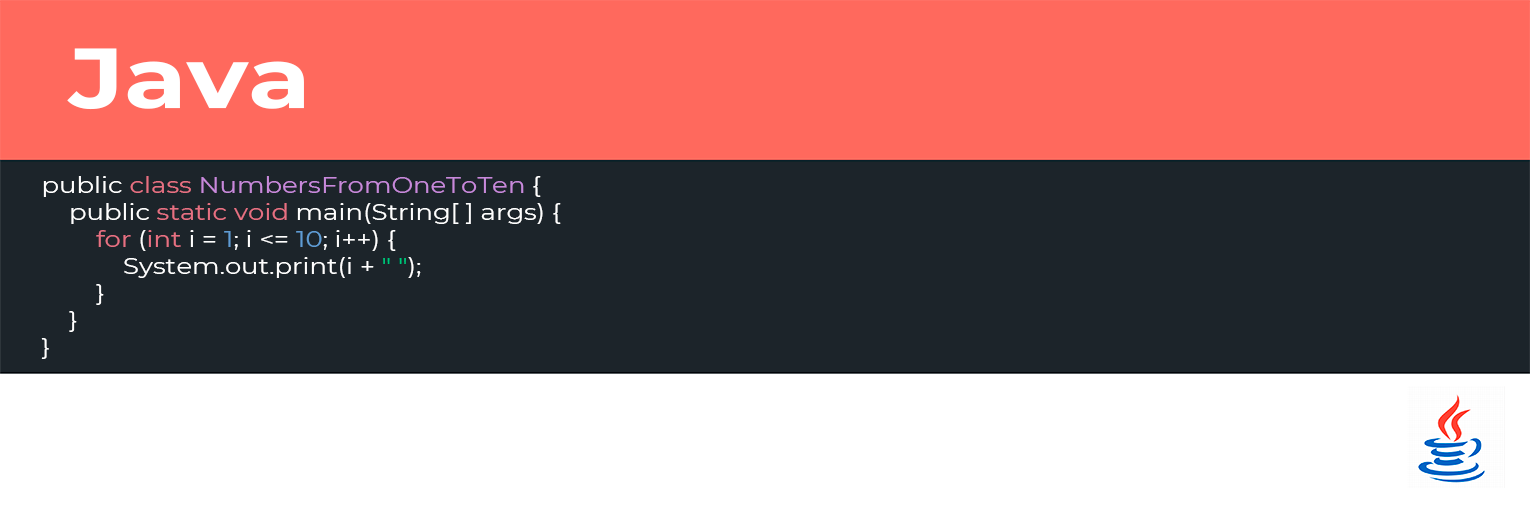 Java
public class NumbersFromOneToTen {
public static void main(String[ ] args) {
for (int i = 1; i <= 10; i++) {
System.out.print(i + " ");
}
}
}